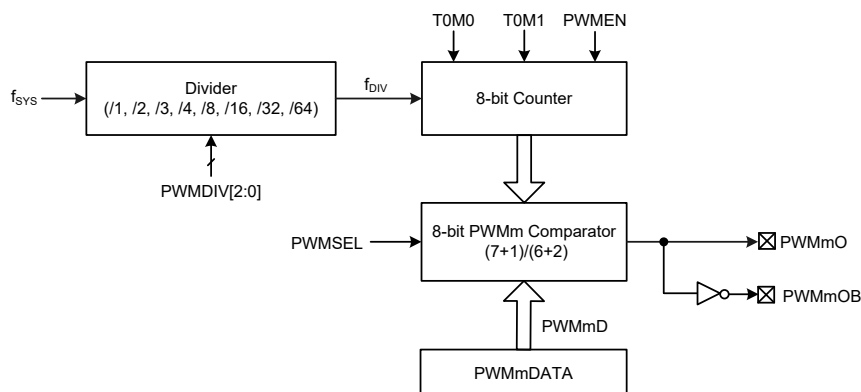 T0M0
T0M1
PWMEN
fSYS
Divider
(/1, /2, /3, /4, /8, /16, /32, /64)
fDIV
8-bit Counter
PWMDIV[2:0]
PWMSEL
8-bit PWMm Comparator
(7+1)/(6+2)
PWMmO
PWMmOB
PWMmD
PWMmDATA